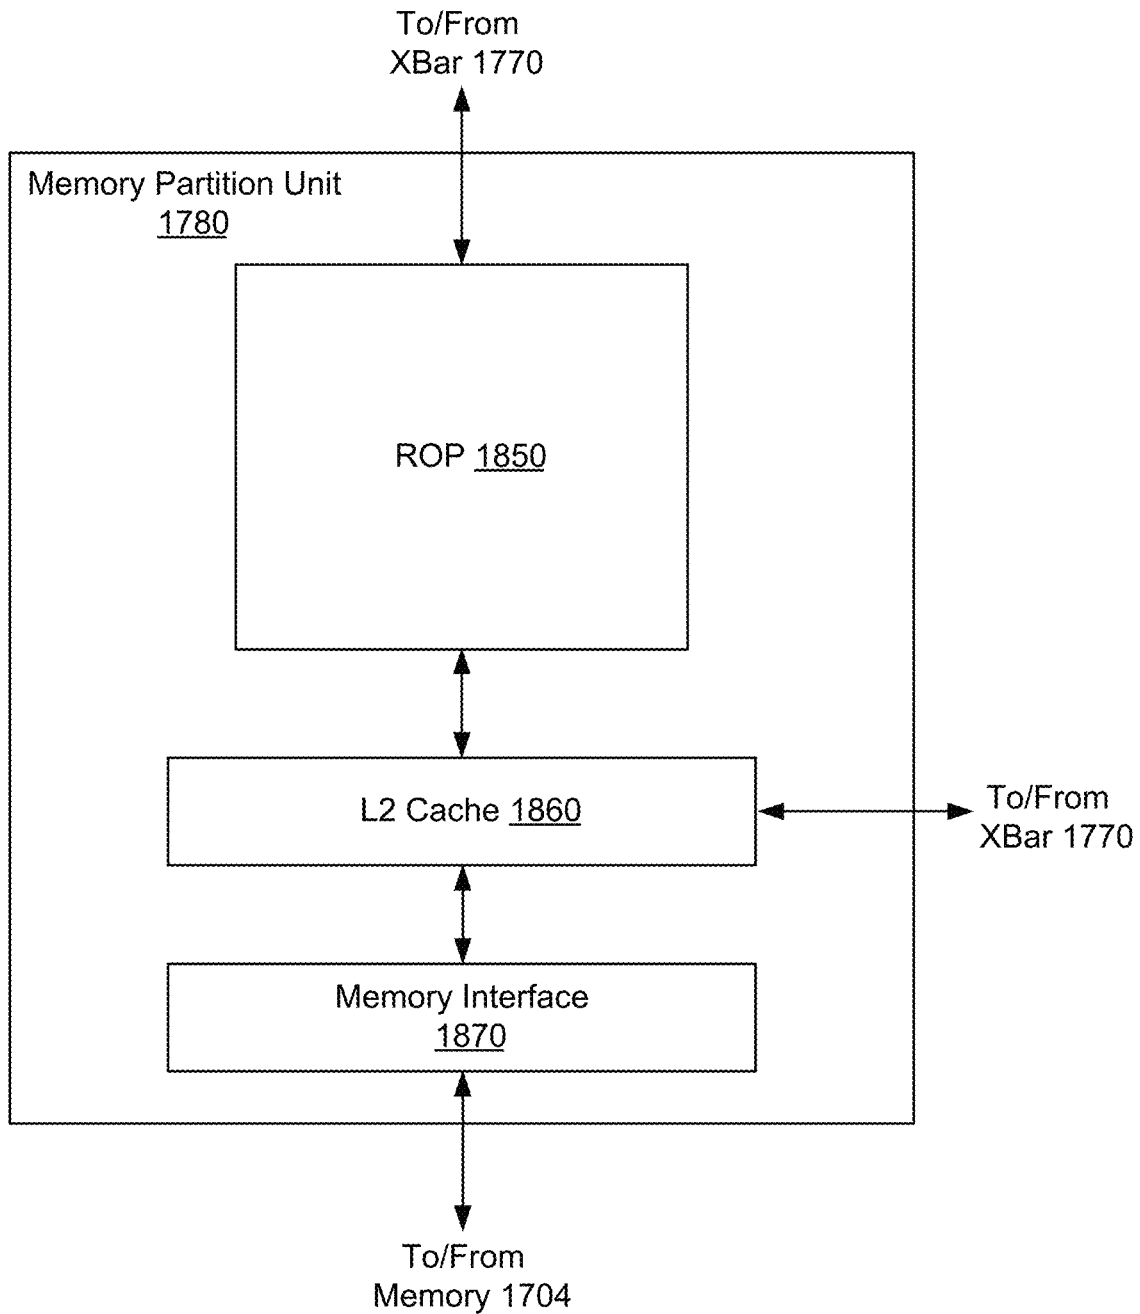 To/From
XBar 1770
Memory Partition Unit
1780
ROP 1850
L2 Cache 1860
To/From
XBar 1770
Memory Interface
1870
To/From
Memory 1704